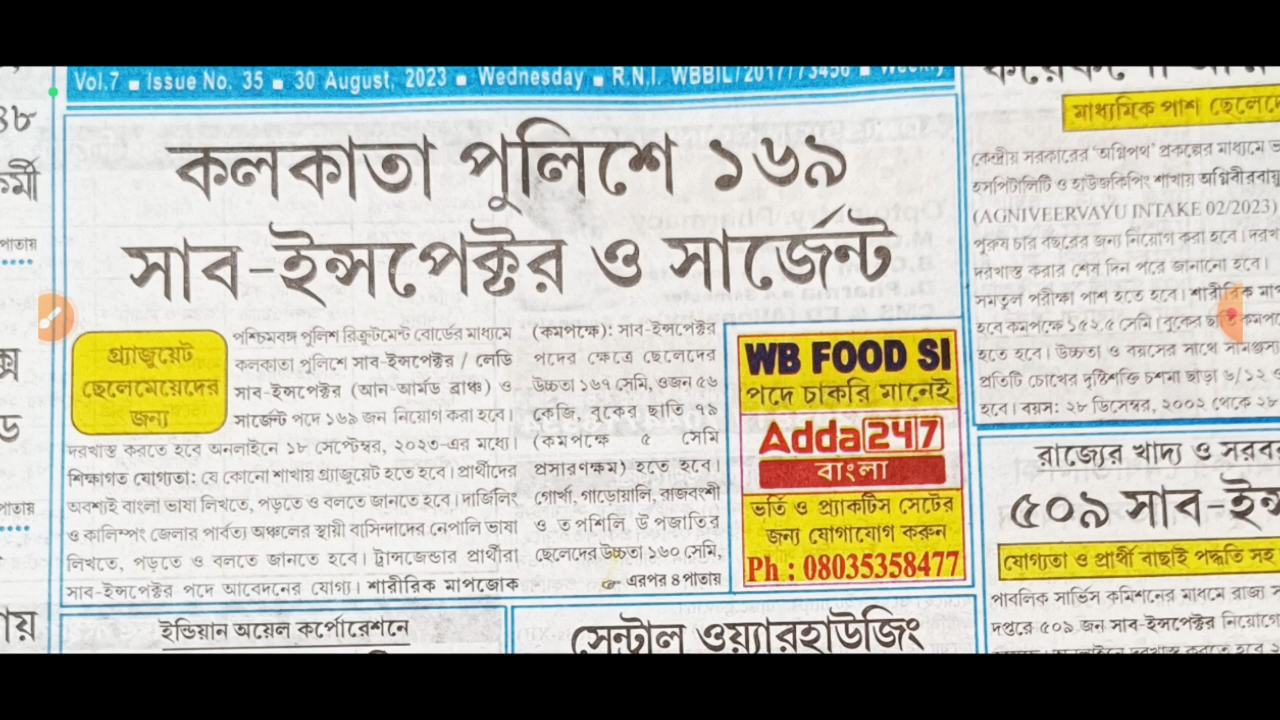 Vol.7 ■ Issue No. 35 ■ 30 August, 2023 ■ Wednesday ■ R.N.I. WBBIL/2017/73450 ■ Weekly
কলকাতা পুলিশে ১৬৯
সাব-ইন্সপেক্টর ও সার্জেন্ট
গ্র্যাজুয়েট
ছেলেমেয়েদের
জন্য
পশ্চিমবঙ্গ পুলিশ রিক্রুটমেন্ট বোর্ডের মাধ্যমে
কলকাতা পুলিশে সাব-ইন্সপেক্টর / লেডি
সাব-ইন্সপেক্টর (আন-আর্মড ব্রাঞ্চ) ও
সার্জেন্ট পদে ১৬৯ জন নিয়োগ করা হবে।
দরখাস্ত করতে হবে অনলাইনে ১৮ সেপ্টেম্বর, ২০২৩-এর মধ্যে।
শিক্ষাগত যোগ্যতা: যে কোনো শাখায় গ্র্যাজুয়েট হতে হবে। প্রার্থীদের
অবশ্যই বাংলা ভাষা লিখতে, পড়তে ও বলতে জানতে হবে। দার্জিলিং
ও কালিম্পং জেলার পার্বত্য অঞ্চলের স্থায়ী বাসিন্দাদের নেপালি ভাষা
লিখতে, পড়তে ও বলতে জানতে হবে। ট্রান্সজেন্ডার প্রার্থীরা
সাব-ইন্সপেক্টর পদে আবেদনের যোগ্য। শারীরিক মাপজোক
(কমপক্ষে): সাব-ইন্সপেক্টর
পদের ক্ষেত্রে ছেলেদের
উচ্চতা ১৬৭ সেমি, ওজন ৫৬
কেজি, বুকের ছাতি ৭৯
(কমপক্ষে ৫ সেমি
প্রসারণক্ষম) হতে হবে।
গোর্খা, গাড়োয়ালি, রাজবংশী
ও তপশিলি উপজাতির
ছেলেদের উচ্চতা ১৬০ সেমি,
☞ এরপর ৪ পাতায়
WB FOOD SI
পদে চাকরি মানেই
Adda247
বাংলা
ভর্তি ও প্র্যাকটিস সেটের
জন্য যোগাযোগ করুন
Ph : 08035358477
মাধ্যমিক পাশ ছেলেদে
কেন্দ্রীয় সরকারের 'অগ্নিপথ' প্রকল্পের মাধ্যমে ভ
হসপিটালিটি ও হাউজকিপিং শাখায় অগ্নিবীরবায়ু
(AGNIVEERVAYU INTAKE 02/2023)
পুরুষ চার বছরের জন্য নিয়োগ করা হবে। দরখ
দরখাস্ত করার শেষ দিন পরে জানানো হবে।
সমতুল পরীক্ষা পাশ হতে হবে। শারীরিক মাপ
হবে কমপক্ষে ১৫২.৫ সেমি। বুকের ছাতি কমপ
হতে হবে। উচ্চতা ও বয়সের সাথে সামঞ্জস্য
প্রতিটি চোখের দৃষ্টিশক্তি চশমা ছাড়া ৬/১২ ও
হবে। বয়স: ২৮ ডিসেম্বর, ২০০২ থেকে ২৮
রাজ্যের খাদ্য ও সরব
৫০৯ সাব-ইন্স
যোগ্যতা ও প্রার্থী বাছাই পদ্ধতি সহ
পাবলিক সার্ভিস কমিশনের মাধ্যমে রাজ্য স
দপ্তরে ৫০৯ জন সাব-ইন্সপেক্টর নিয়োগে
ইন্ডিয়ান অয়েল কর্পোরেশনে
সেন্ট্রাল ওয়্যারহাউজিং